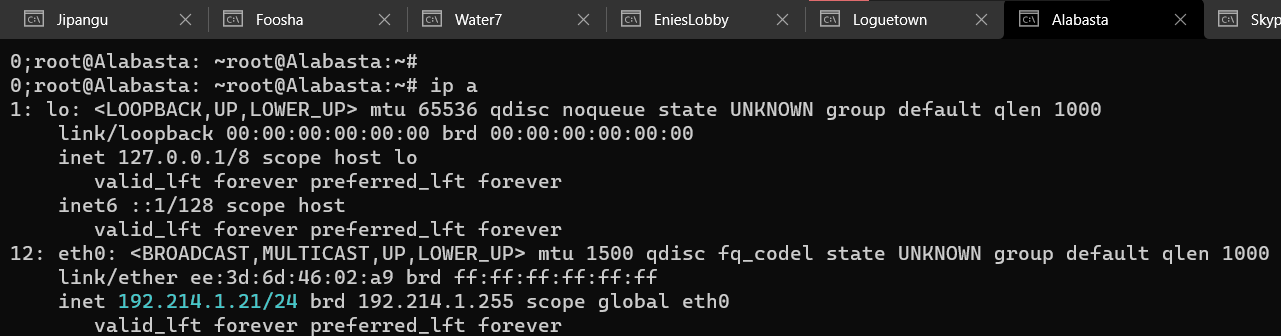 Jipangu Foosha Water7 EniesLobby Loguetown Alabasta Skyp
0;root@Alabasta: ~root@Alabasta:~#
0;root@Alabasta: ~root@Alabasta:~# ip a
1: lo: <LOOPBACK,UP,LOWER_UP> mtu 65536 qdisc noqueue state UNKNOWN group default qlen 1000
    link/loopback 00:00:00:00:00:00 brd 00:00:00:00:00:00
    inet 127.0.0.1/8 scope host lo
       valid_lft forever preferred_lft forever
    inet6 ::1/128 scope host
       valid_lft forever preferred_lft forever
12: eth0: <BROADCAST,MULTICAST,UP,LOWER_UP> mtu 1500 qdisc fq_codel state UNKNOWN group default qlen 1000
    link/ether ee:3d:6d:46:02:a9 brd ff:ff:ff:ff:ff:ff
    inet 192.214.1.21/24 brd 192.214.1.255 scope global eth0
       valid_lft forever preferred_lft forever